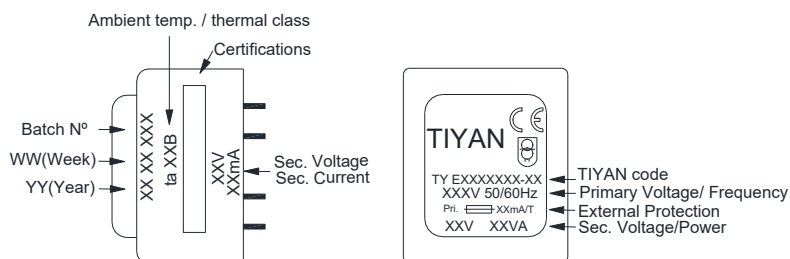 Ambient temp. / thermal class
Certifications
Batch Nº
WW(Week)
YY(Year)
XX XX XXX
ta XXB
XXV
XXmA
Sec. Voltage
Sec. Current
TIYAN
CE
TY EXXXXXXX-XX
XXXV 50/60Hz
Pri. XXmA/T
XXV XXVA
TIYAN code
Primary Voltage/ Frequency
External Protection
Sec. Voltage/Power